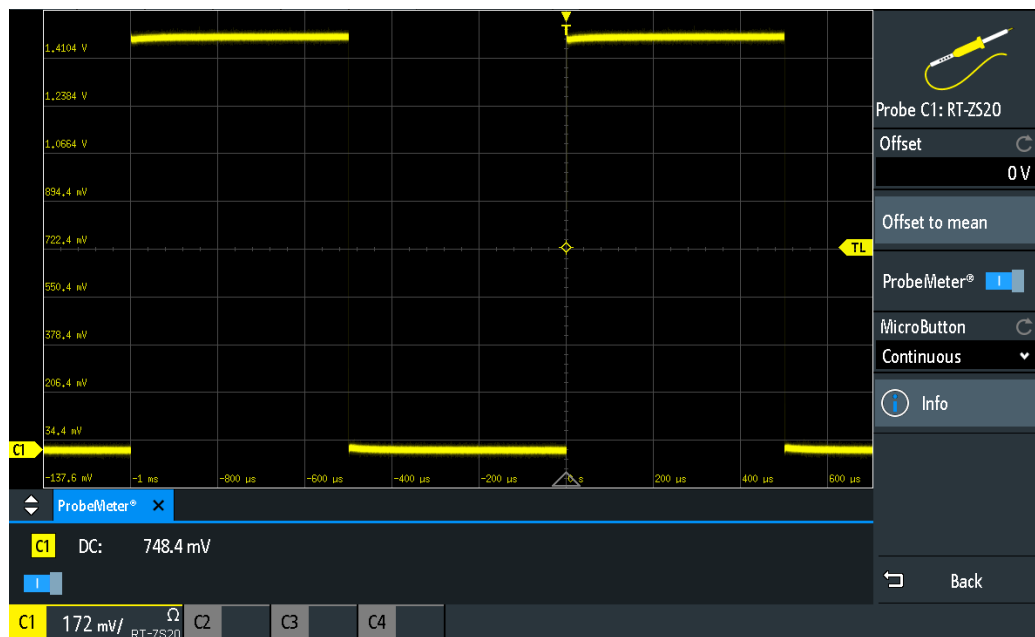 T
1.4104 V
1.2384 V
1.0664 V
894.4 mV
722.4 mV
TL
550.4 mV
378.4 mV
206.4 mV
34.4 mV
C1
-137.6 mV -1 ms -800 µs -600 µs -400 µs -200 µs 0 s 200 µs 400 µs 600 µs
Probe C1: RT-ZS20
Offset
0 V
Offset to mean
ProbeMeter® I
MicroButton
Continuous
i Info
Back
ProbeMeter® ×
C1 DC: 748.4 mV
I
C1 172 mV/ Ω RT-ZS20 C2 C3 C4